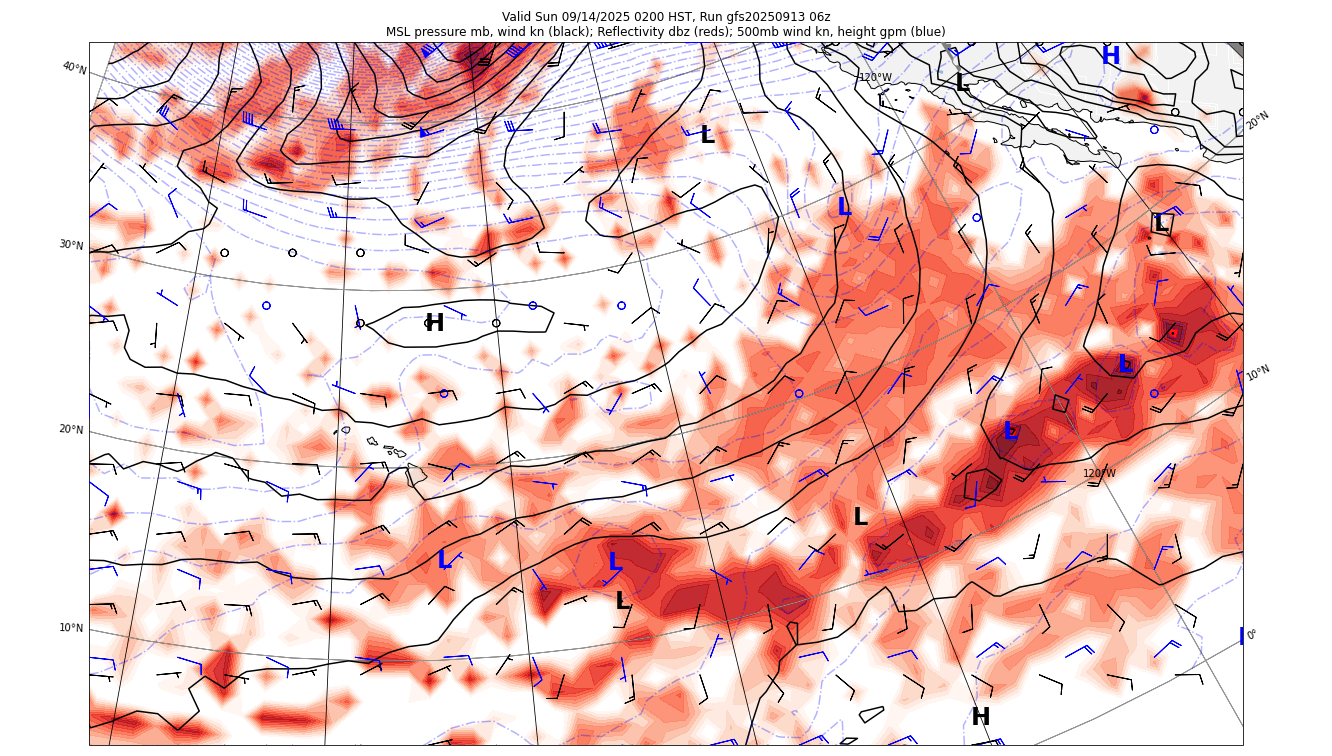 Valid Sun 09/14/2025 0200 HST, Run gfs20250913 06z
MSL pressure mb, wind kn (black); Reflectivity dbz (reds); 500mb wind kn, height gpm (blue)
H
40°N
120°W
L
20°N
L
L
L
30°N
H
L
10°N
20°N
L
120°W
L
L
L
L
10°N
0°
H